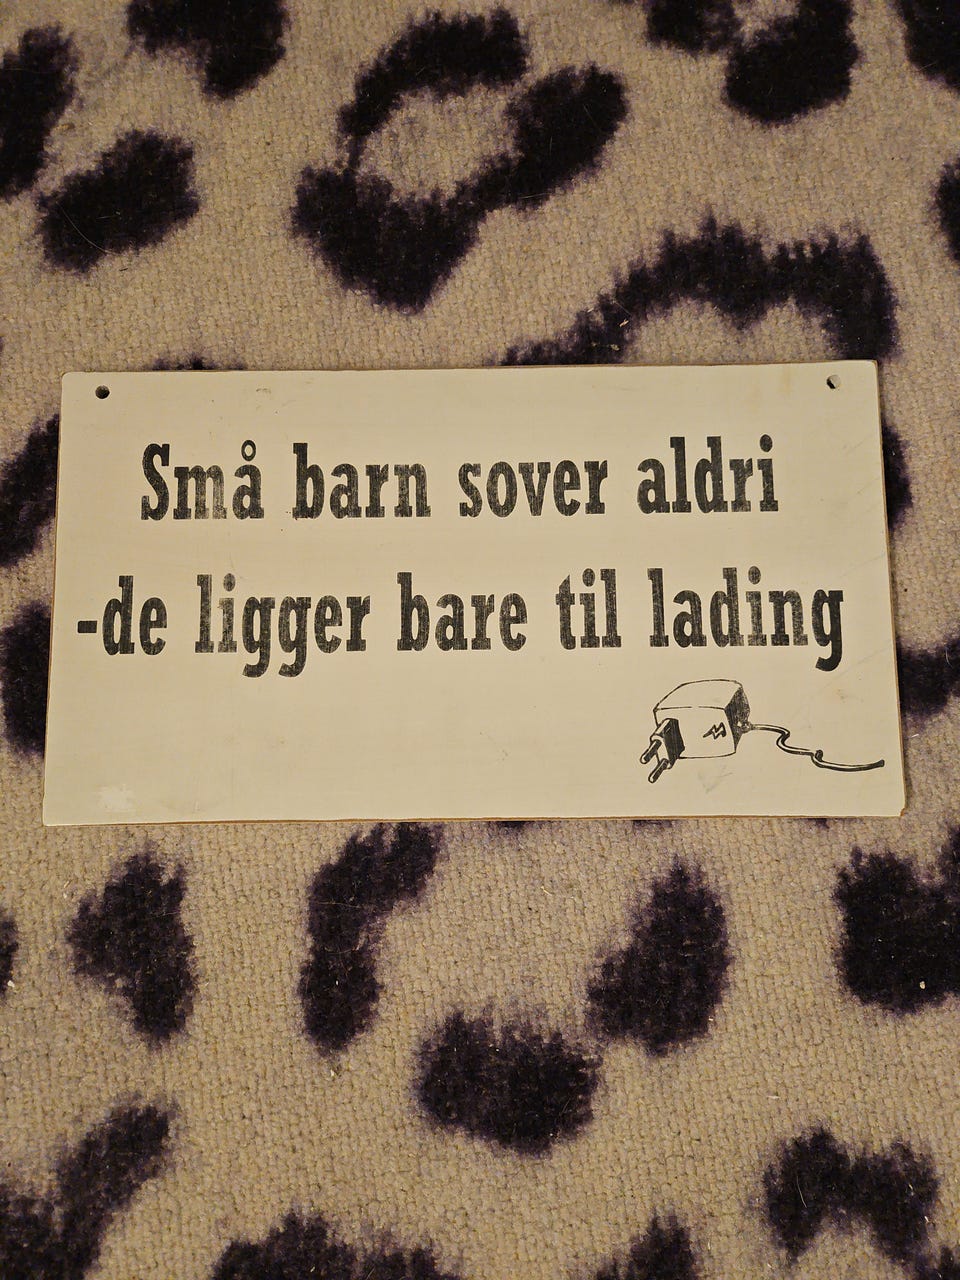 Små barn sover aldri
-de ligger bare til lading